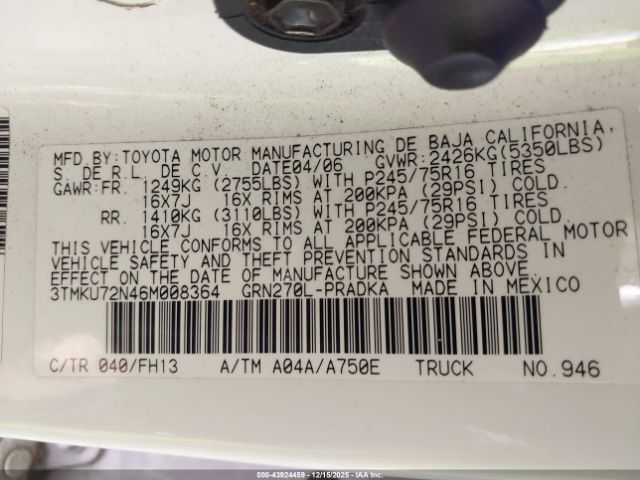 MFD.BY:TOYOTA MOTOR MANUFACTURING DE BAJA CALIFORNIA,
S. DE R.L. DE C.V. DATE04/06 GVWR:2426KG(5350LBS)
GAWR:FR. 1249KG (2755LBS) WITH P245/75R16 TIRES
16X7J 16X RIMS AT 200KPA (29PSI) COLD.
RR. 1410KG (3110LBS) WITH P245/75R16 TIRES
16X7J 16X RIMS AT 200KPA (29PSI) COLD.
THIS VEHICLE CONFORMS TO ALL APPLICABLE FEDERAL MOTOR
VEHICLE SAFETY AND THEFT PREVENTION STANDARDS IN
EFFECT ON THE DATE OF MANUFACTURE SHOWN ABOVE.
3TMKU72N46M008364 GRN270L-PRADKA MADE IN MEXICO
C/TR 040/FH13 A/TM A04A/A750E TRUCK NO.946
000-43924469 - 12/15/2025 - IAA Inc.